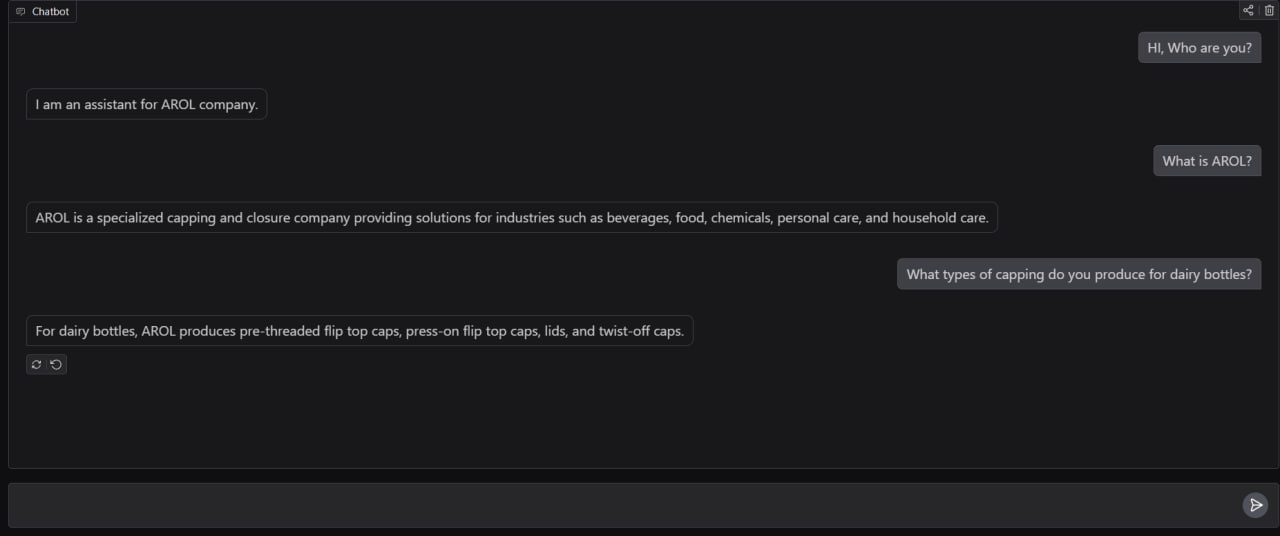 Chatbot
HI, Who are you?
I am an assistant for AROL company.
What is AROL?
AROL is a specialized capping and closure company providing solutions for industries such as beverages, food, chemicals, personal care, and household care.
What types of capping do you produce for dairy bottles?
For dairy bottles, AROL produces pre-threaded flip top caps, press-on flip top caps, lids, and twist-off caps.